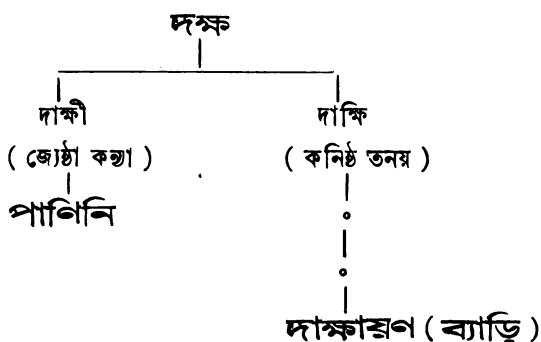 দক্ষ
দাক্ষী দাক্ষি
( জ্যেষ্ঠা কন্যা ) ( কনিষ্ঠ তনয় )
পাণিনি
দাক্ষায়ণ ( ব্যাড়ি )